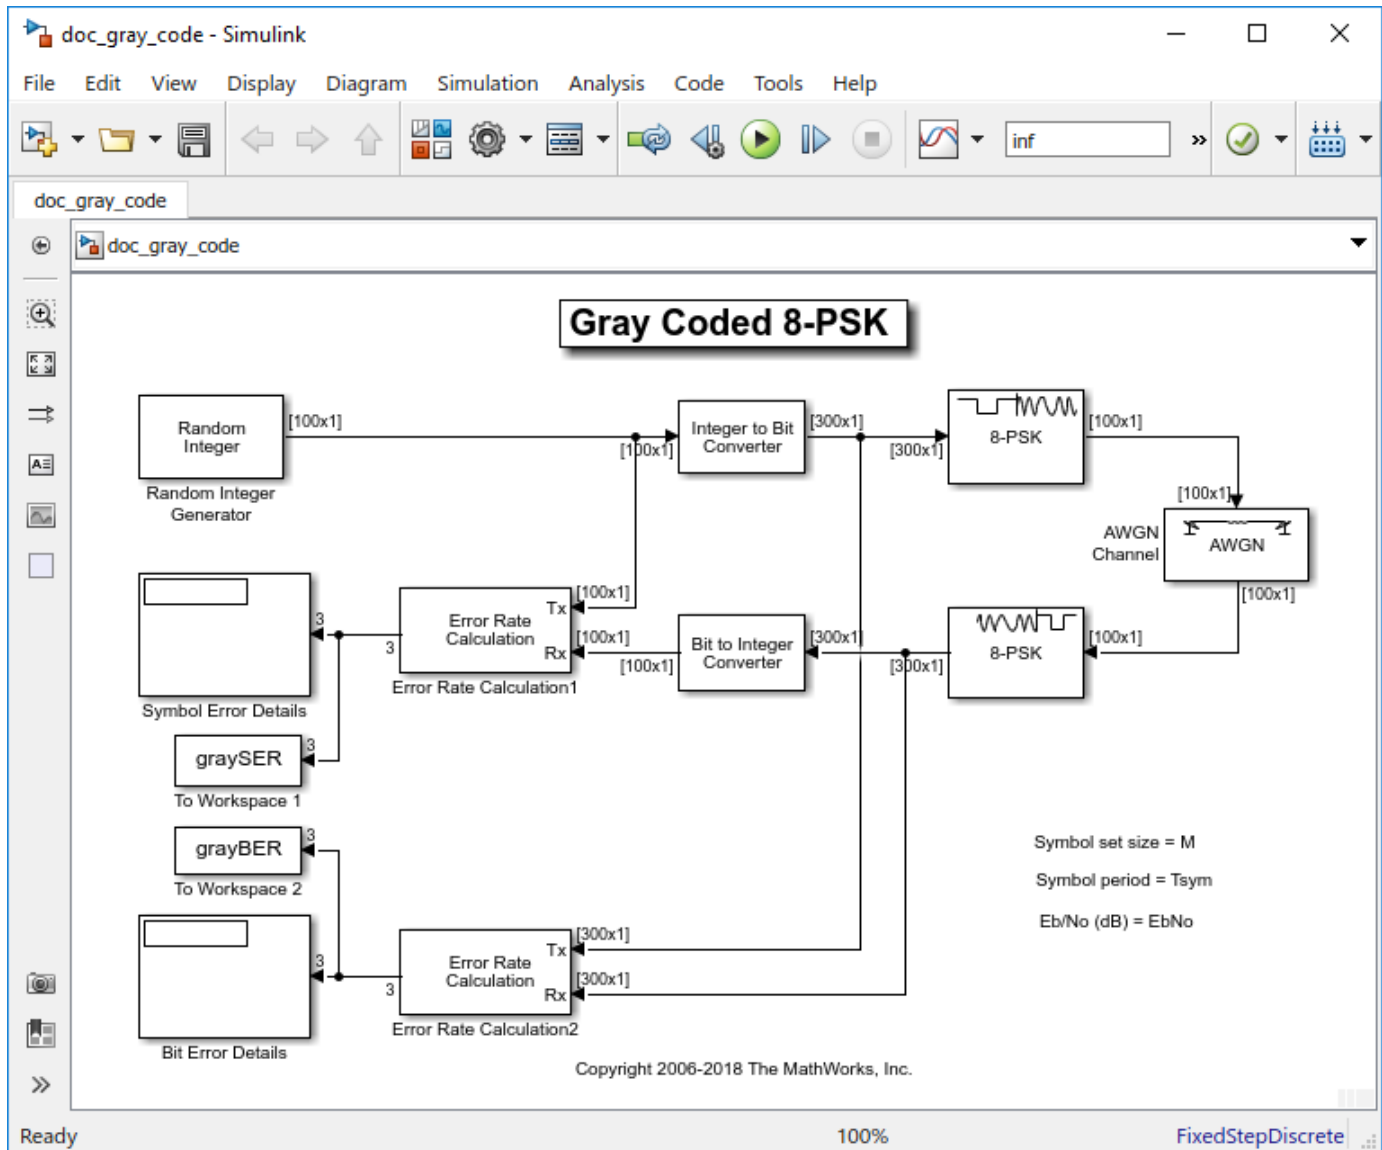 doc_gray_code - Simulink
File Edit View Display Diagram Simulation Analysis Code Tools Help
inf
doc_gray_code
doc_gray_code
Gray Coded 8-PSK
Random
Integer
[100x1]
Random Integer
Generator
[100x1]
Integer to Bit
Converter
[300x1]
[300x1]
8-PSK
[100x1]
[100x1]
AWGN
Channel
AWGN
[100x1]
3
Symbol Error Details
3
Error Rate
Calculation
Tx
Rx
[100x1]
[100x1]
Error Rate Calculation1
[100x1]
Bit to Integer
Converter
[300x1]
[300x1]
8-PSK
[100x1]
graySER
3
To Workspace 1
grayBER
3
To Workspace 2
Symbol set size = M
Symbol period = Tsym
Eb/No (dB) = EbNo
3
Bit Error Details
3
Error Rate
Calculation
Tx
Rx
[300x1]
[300x1]
Error Rate Calculation2
Copyright 2006-2018 The MathWorks, Inc.
Ready
100%
FixedStepDiscrete